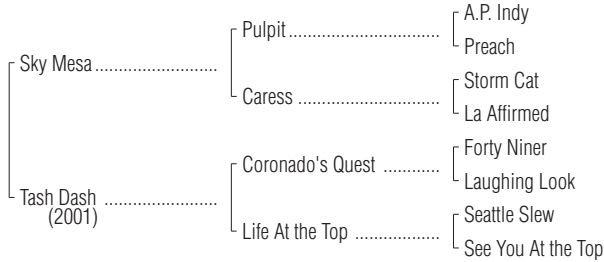 A.P. Indy
Pulpit
Preach
Sky Mesa
Storm Cat
Caress
La Affirmed
Forty Niner
Coronado's Quest
Laughing Look
Tash Dash
(2001)
Seattle Slew
Life At the Top
See You At the Top